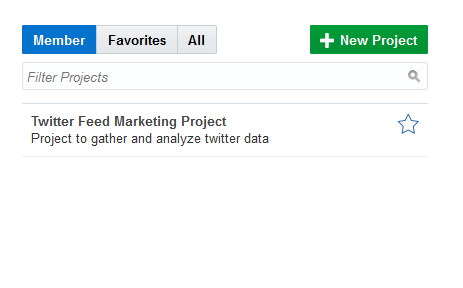 Member Favorites All New Project
Filter Projects
Twitter Feed Marketing Project
Project to gather and analyze twitter data